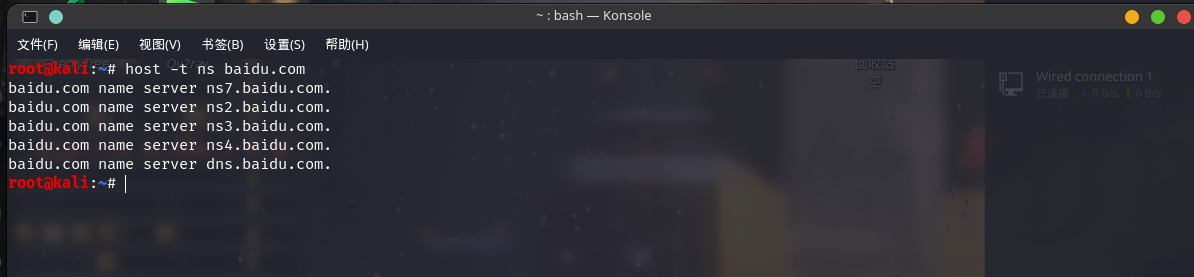 ~ : bash — Konsole
文件(F) 编辑(E) 视图(V) 书签(B) 设置(S) 帮助(H)
root@kali:~# host -t ns baidu.com
baidu.com name server ns7.baidu.com.
baidu.com name server ns2.baidu.com.
baidu.com name server ns3.baidu.com.
baidu.com name server ns4.baidu.com.
baidu.com name server dns.baidu.com.
root@kali:~#
回收站
空
Wired connection 1
已连接，⬇ 0 B/s, ⬆ 0 B/s